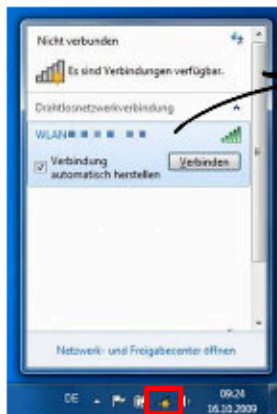 Nicht verbunden
Es sind Verbindungen verfügbar.
Drahtlosnetzwerkverbindung
WLAN
Verbindung automatisch herstellen
Verbinden
Netzwerk- und Freigabecenter öffnen
DE
09:24
16.10.2009